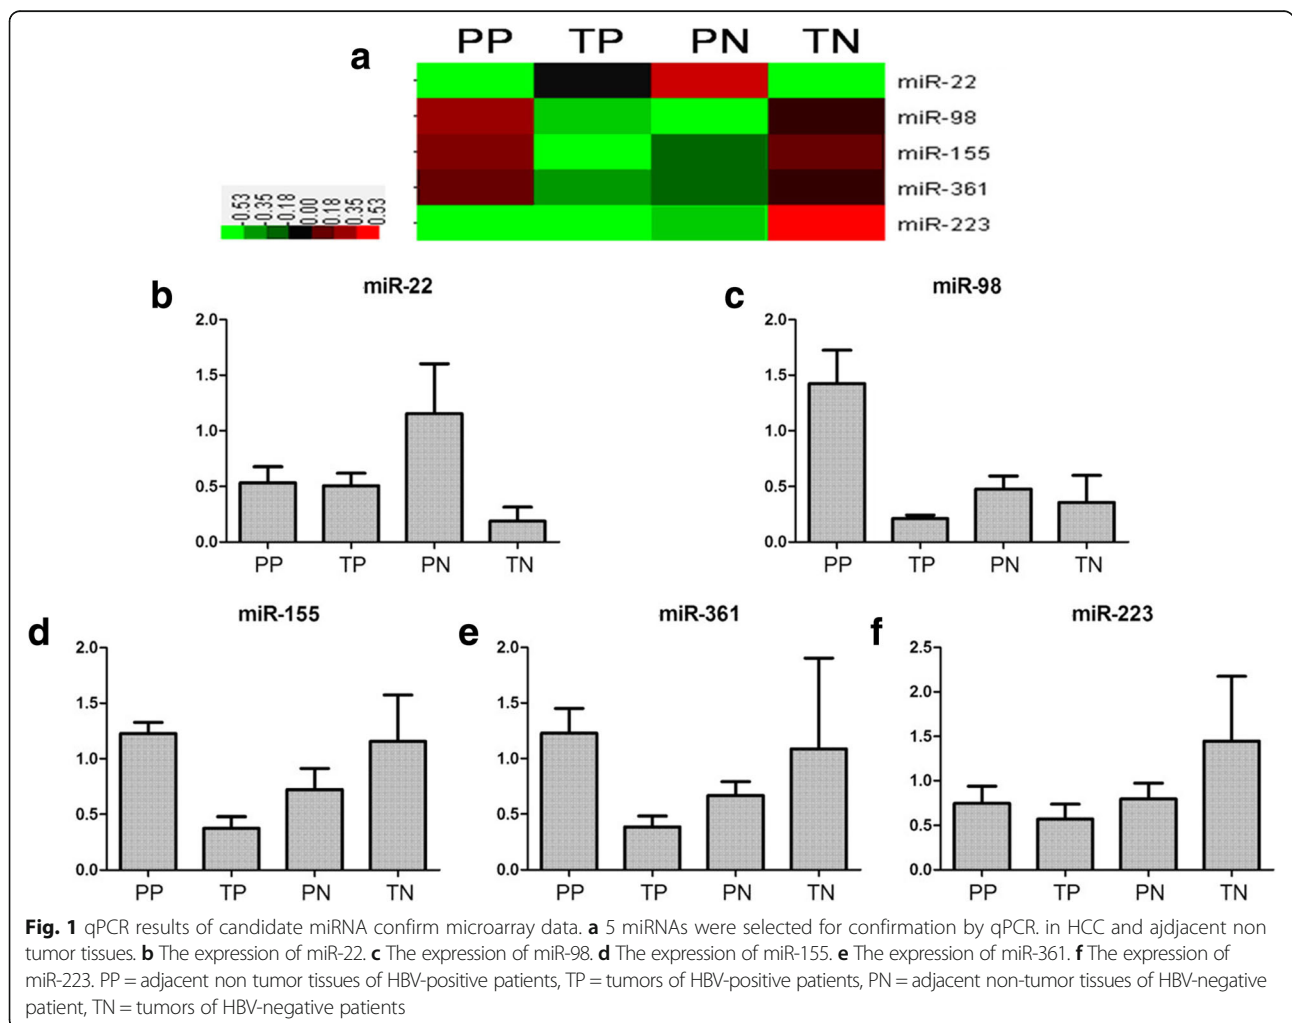 a
PP TP PN TN
miR-22
miR-98
miR-155
miR-361
miR-223
-0.53
-0.35
-0.18
0.00
0.18
0.35
0.53
b
miR-22
2.0
1.5
1.0
0.5
0.0
PP TP PN TN
c
miR-98
2.0
1.5
1.0
0.5
0.0
PP TP PN TN
d
miR-155
2.0
1.5
1.0
0.5
0.0
PP TP PN TN
e
miR-361
2.0
1.5
1.0
0.5
0.0
PP TP PN TN
f
miR-223
2.5
2.0
1.5
1.0
0.5
0.0
PP TP PN TN
Fig. 1 qPCR results of candidate miRNA confirm microarray data. a 5 miRNAs were selected for confirmation by qPCR. in HCC and ajdjacent non
tumor tissues. b The expression of miR-22. c The expression of miR-98. d The expression of miR-155. e The expression of miR-361. f The expression of
miR-223. PP = adjacent non tumor tissues of HBV-positive patients, TP = tumors of HBV-positive patients, PN = adjacent non-tumor tissues of HBV-negative
patient, TN = tumors of HBV-negative patients